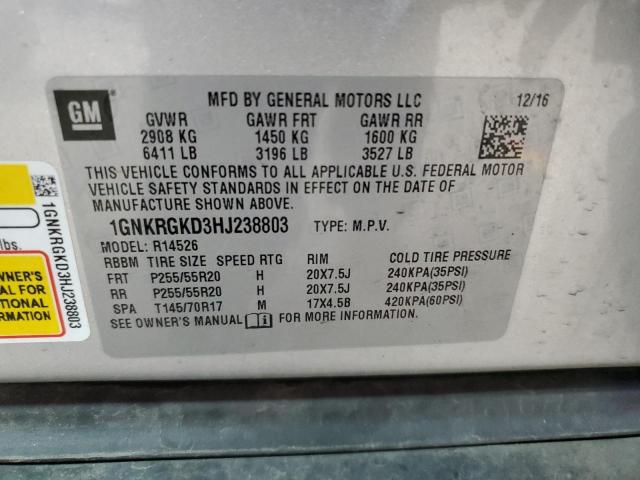 GM
MFD BY GENERAL MOTORS LLC 12/16
GVWR GAWR FRT GAWR RR
2908 KG 1450 KG 1600 KG
6411 LB 3196 LB 3527 LB
THIS VEHICLE CONFORMS TO ALL APPLICABLE U.S. FEDERAL MOTOR
VEHICLE SAFETY STANDARDS IN EFFECT ON THE DATE OF
MANUFACTURE SHOWN ABOVE.
1GNKRGKD3HJ238803 TYPE: M.P.V.
MODEL: R14526
RBBM TIRE SIZE SPEED RTG RIM COLD TIRE PRESSURE
FRT P255/55R20 H 20X7.5J 240KPA(35PSI)
RR P255/55R20 H 20X7.5J 240KPA(35PSI)
SPA T145/70R17 M 17X4.5B 420KPA(60PSI)
SEE OWNER'S MANUAL FOR MORE INFORMATION.
lbs.
OWNER'S
AL FOR
TIONAL
MATION
1GNKRGKD3HJ238803